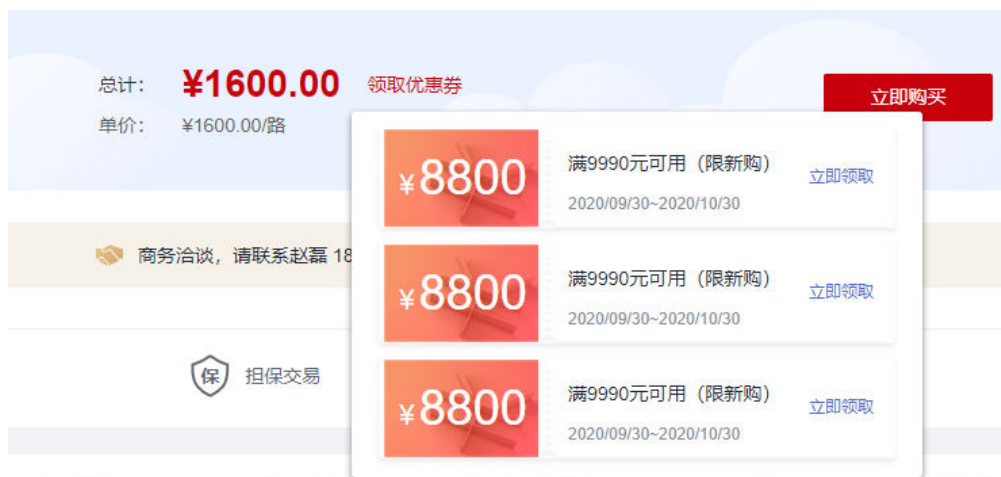 总计: ¥1600.00 领取优惠券 立即购买
单价: ¥1600.00/路
¥8800 满9990元可用（限新购） 立即领取
2020/09/30~2020/10/30
商务洽谈，请联系赵磊 18
¥8800 满9990元可用（限新购） 立即领取
2020/09/30~2020/10/30
保 担保交易
¥8800 满9990元可用（限新购） 立即领取
2020/09/30~2020/10/30